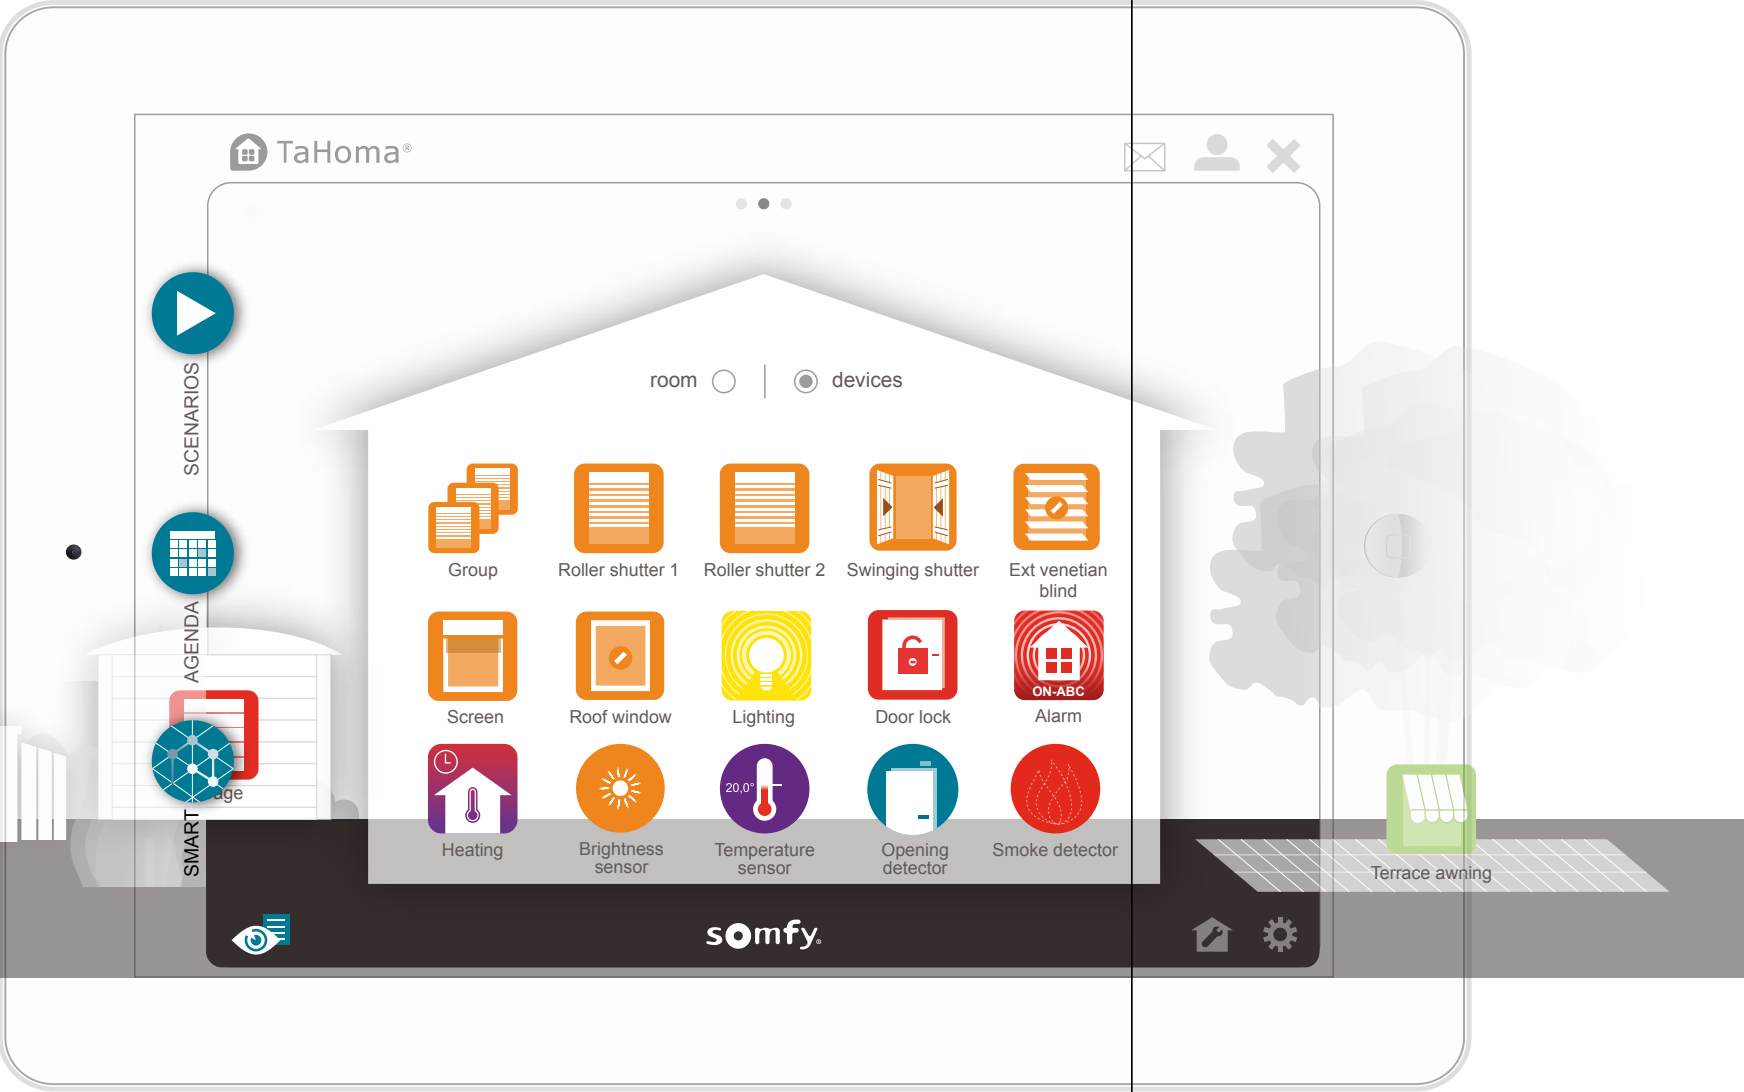 TaHoma®
SCENARIOS
AGENDA
SMART
room
devices
Group
Roller shutter 1
Roller shutter 2
Swinging shutter
Ext venetian
blind
Screen
Roof window
Lighting
Door lock
ON-ABC
Alarm
age
20,0°
Heating
Brightness
sensor
Temperature
sensor
Opening
detector
Smoke detector
Terrace awning
somfy.